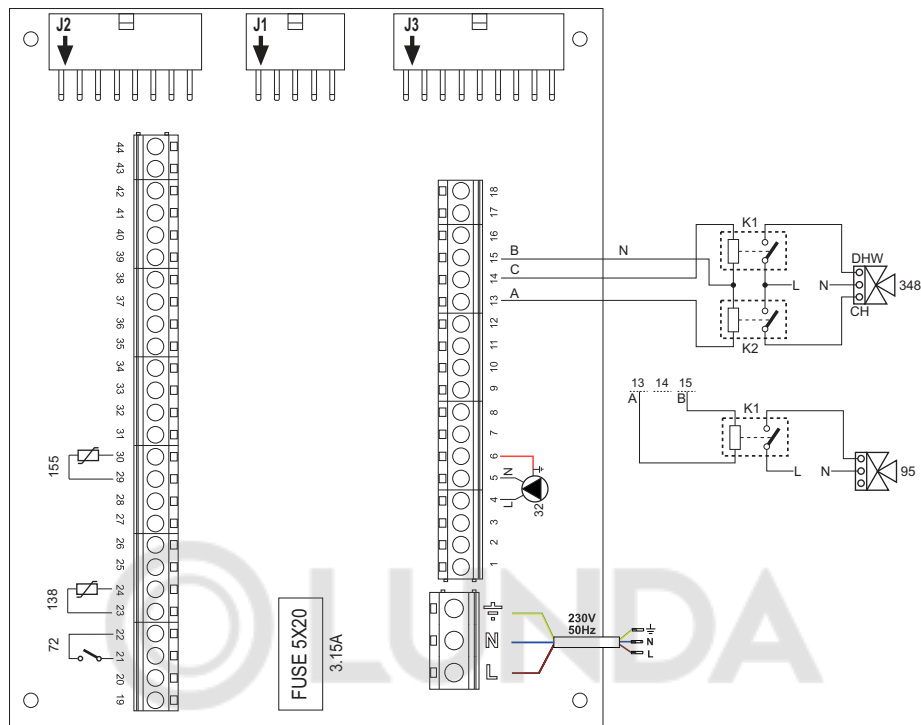 J2
J1
J3
44
43
42
41
40
39
38
37
36
35
34
33
32
31
30
29
28
27
26
25
24
23
22
21
20
19
155
138
72
18
17
16
15
14
13
12
11
10
9
8
7
6
5
4
3
2
1
B
N
C
A
K1
DHW
L
N
348
CH
K2
13
14
15
A
B
K1
L
N
95
N
L
32
FUSE 5X20
3.15A
N
L
230V
50Hz
N
L
LUNDA